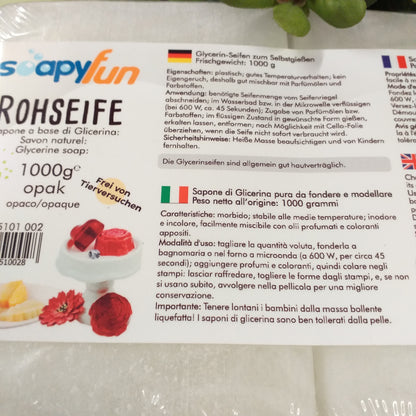 soapyfun
ROHSEIFE
Sapone a base di Glicerina:
Savon naturel:
Glycerine soap:
1000g e
opak
opaco/opaque
Frei von
Tierversuchen
5101 002
510028
Glycerin-Seifen zum Selbstgießen
Frischgewicht: 1000 g
Eigenschaften: plastisch; gutes Temperaturverhalten; kein
Eigengeruch, deshalb gut mischbar mit Parfümölen und
Farbstoffen.
Anwendung: benötigte Seifenmenge vom Seifenriegel
abschneiden; im Wasserbad bzw. in der Mikrowelle verflüssigen
(bei 600 W, ca. 45 Sekunden); Zugabe von Parfümölen bzw.
Farbstoffen; im flüssigen Zustand in gewünschte Form gießen,
erkalten lassen, entformen; nach Möglichkeit mit Cello-Folie
überziehen, wenn die Seife nicht sofort verbraucht wird.
Sicherheitshinweise: Heiße Masse beaufsichtigen und von Kindern
fernhalten.
Die Glycerinseifen sind allgemein gut hautverträglich.
Sapone di Glicerina pura da fondere e modellare
Peso netto all'origine: 1000 grammi
Caratteristiche: morbido; stabile alle medie temperature; inodore
e incolore, facilmente miscibile con olii profumati e coloranti
appositi.
Modalità d'uso: tagliare la quantità voluta, fonderla a
bagnomaria o nel forno a microonda (a 600 W, per circa 45
secondi); aggiungere profumi e coloranti, quindi colare negli
stampi: lasciar raffreddare, togliere le forme dagli stampi, e, se non
si usano subito, avvolgere nella pellicola per una migliore
conservazione.
Importante: Tenere lontani i bambini dalla massa bollente
liquefatta! I saponi di glicerina sono ben tollerati dalla pelle.